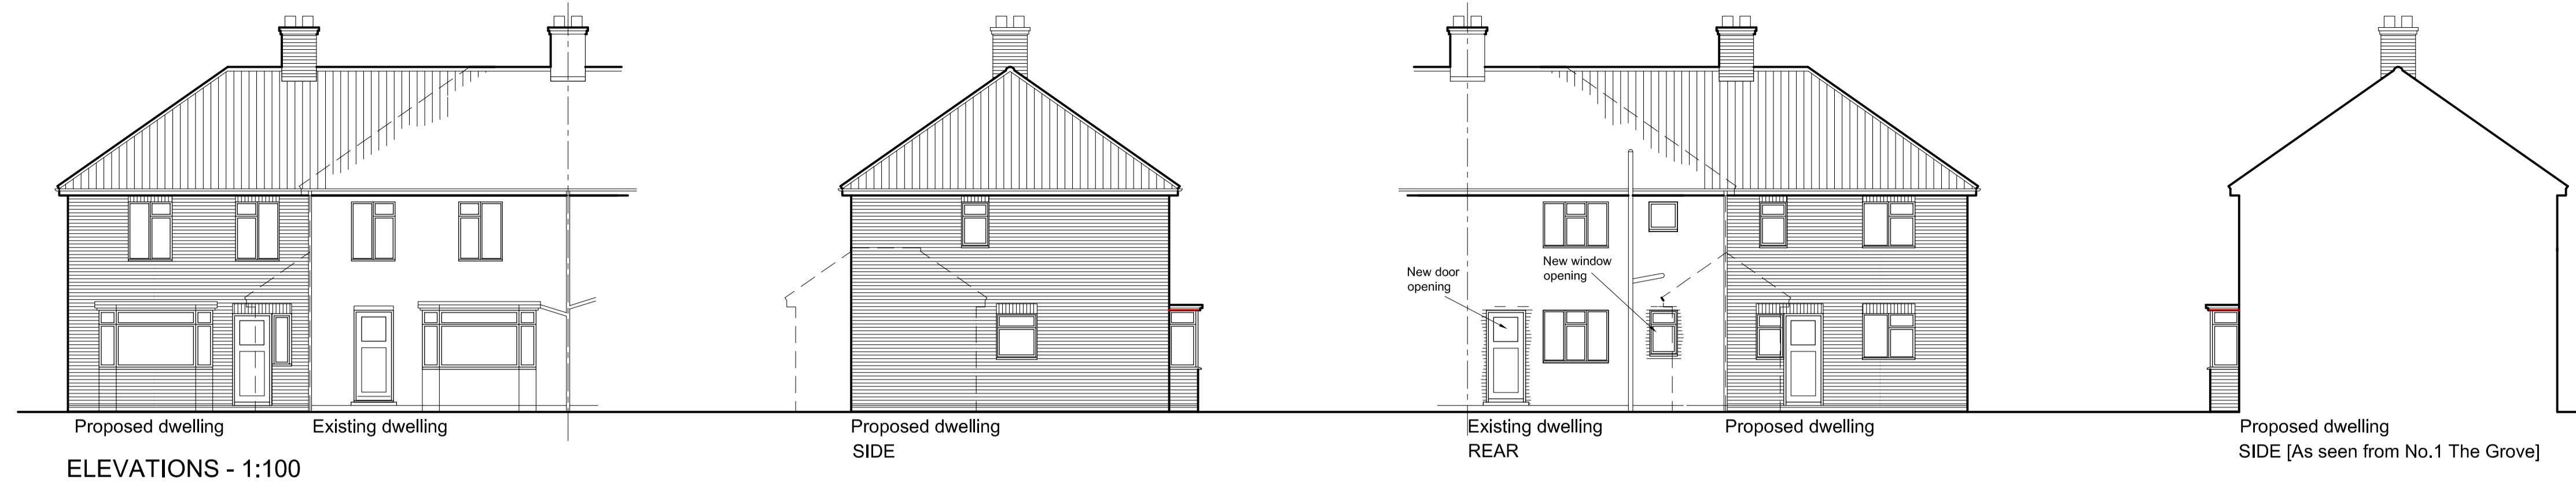 New door
opening
New window
opening
Proposed dwelling
Existing dwelling
Proposed dwelling
SIDE
Existing dwelling
REAR
Proposed dwelling
Proposed dwelling
SIDE [As seen from No.1 The Grove]
ELEVATIONS - 1:100